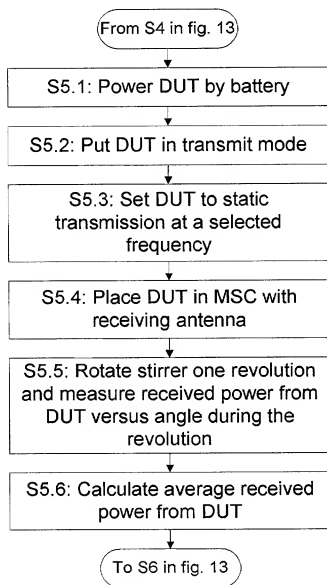 From S4 in fig. 13
S5.1: Power DUT by battery
S5.2: Put DUT in transmit mode
S5.3: Set DUT to static
transmission at a selected
frequency
S5.4: Place DUT in MSC with
receiving antenna
S5.5: Rotate stirrer one revolution
and measure received power from
DUT versus angle during the
revolution
S5.6: Calculate average received
power from DUT
To S6 in fig. 13